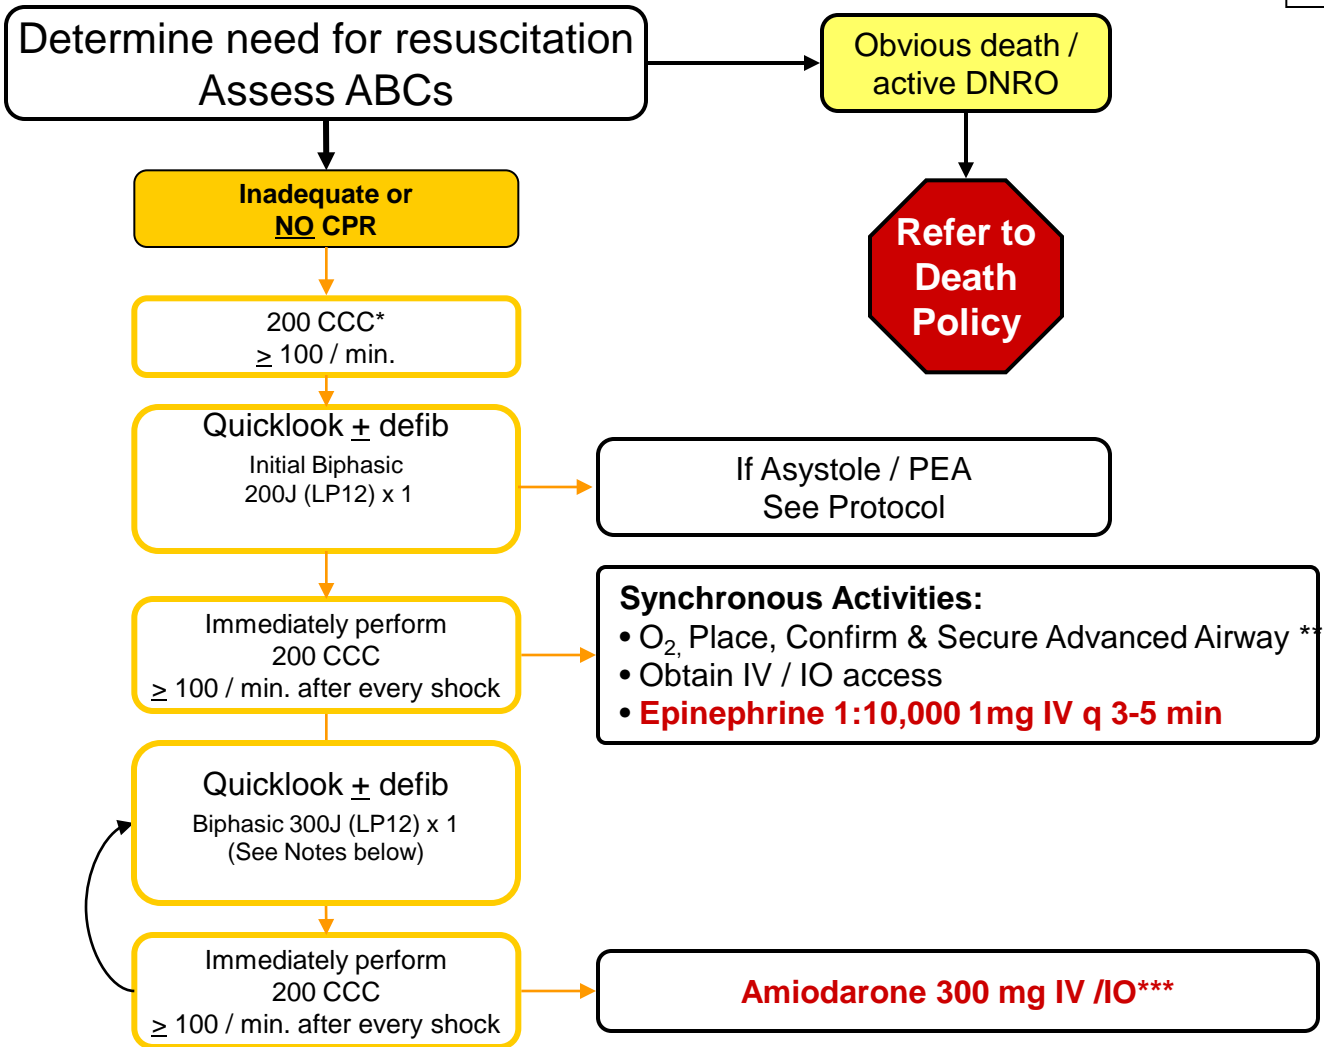 Determine need for resuscitation
Assess ABCs
Obvious death /
active DNRO
Inadequate or
NO CPR
Refer to
Death
Policy
200 CCC*
≥ 100 / min.
Quicklook ± defib
Initial Biphasic
200J (LP12) x 1
If Asystole / PEA
See Protocol
Immediately perform
200 CCC
≥ 100 / min. after every shock
Synchronous Activities:
• O₂, Place, Confirm & Secure Advanced Airway **
• Obtain IV / IO access
• Epinephrine 1:10,000 1mg IV q 3-5 min
Quicklook ± defib
Biphasic 300J (LP12) x 1
(See Notes below)
Immediately perform
200 CCC
≥ 100 / min. after every shock
Amiodarone 300 mg IV /IO***